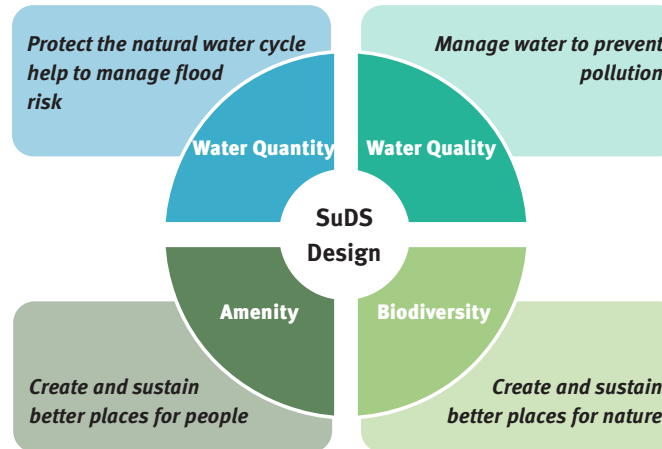 Protect the natural water cycle
help to manage flood
risk
Manage water to prevent
pollution
Water Quantity
Water Quality
SuDS
Design
Amenity
Biodiversity
Create and sustain
better places for people
Create and sustain
better places for nature